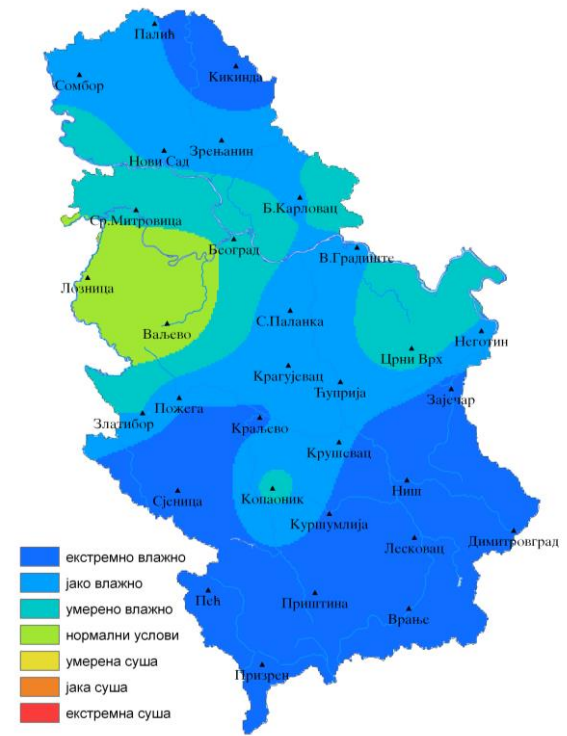 Палић
Кикинда
Сомбор
Зрењанин
Нови Сад
Б.Карловац
Ср.Митровица
Београд
В.Градиште
Лозница
С.Паланка
Ваљево
Неготин
Црни Врх
Крагујевац
Ћуприја
Зајечар
Пожега
Златибор
Краљево
Крушевац
Сјеница
Копаоник
Ниш
Куршумлија
Лесковац
Димитровград
Пећ
Приштина
Врање
Призрен
екстремно влажно
јако влажно
умерено влажно
нормални услови
умерена суша
јака суша
екстремна суша